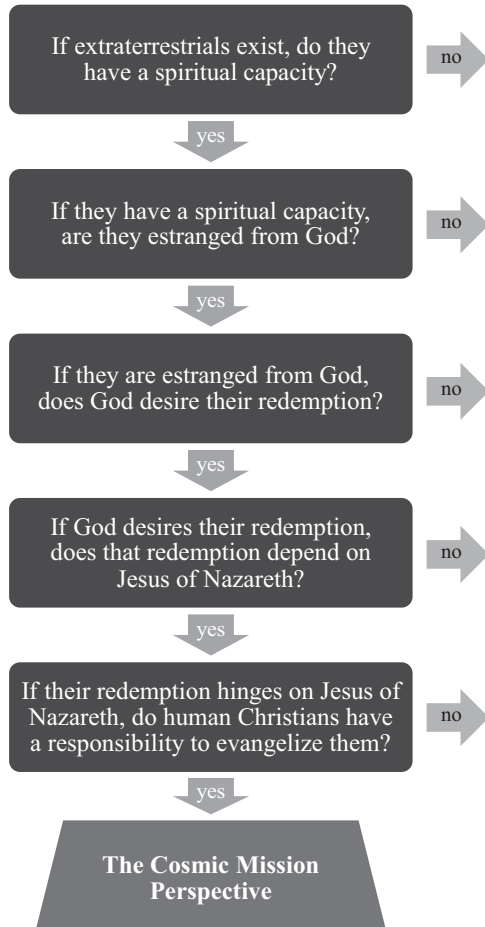 If extraterrestrials exist, do they
have a spiritual capacity?
no
yes
If they have a spiritual capacity,
are they estranged from God?
no
yes
If they are estranged from God,
does God desire their redemption?
no
yes
If God desires their redemption,
does that redemption depend on
Jesus of Nazareth?
no
yes
If their redemption hinges on Jesus of
Nazareth, do human Christians have
a responsibility to evangelize them?
no
yes
The Cosmic Mission
Perspective